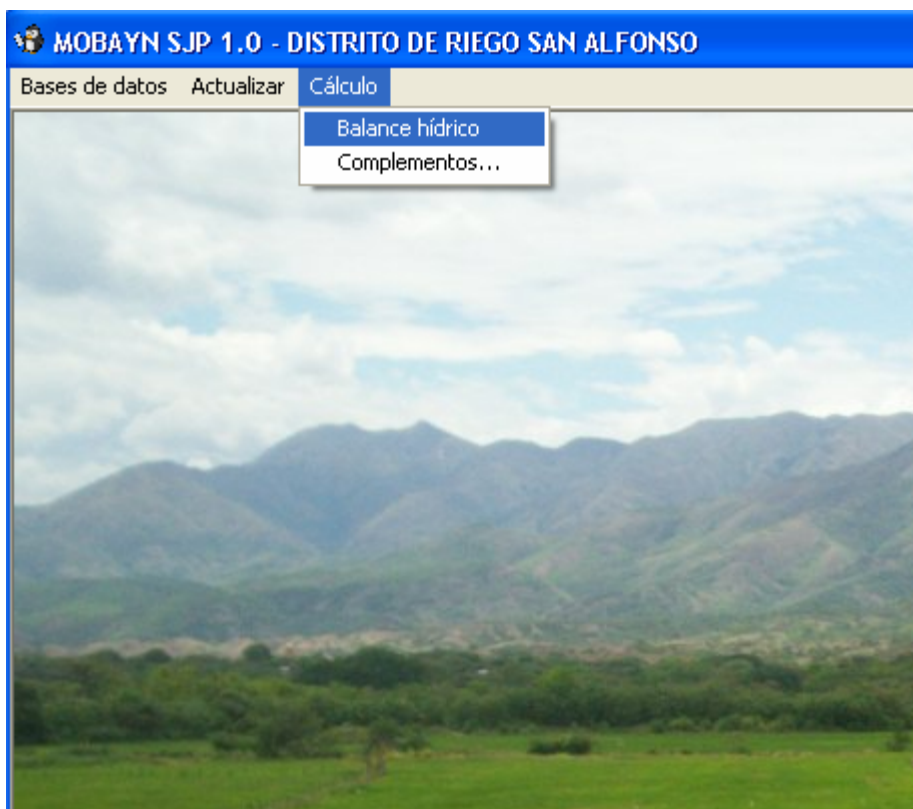 MOBAYN SJP 1.0 - DISTRITO DE RIEGO SAN ALFONSO
Bases de datos Actualizar Cálculo
Balance hídrico
Complementos...